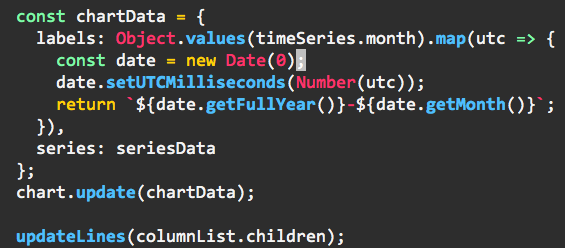 const chartData = {
  labels: Object.values(timeSeries.month).map(utc => {
    const date = new Date(0);
    date.setUTCMilliseconds(Number(utc));
    return `${date.getFullYear()}-${date.getMonth()}`;
  }),
  series: seriesData
};
chart.update(chartData);

updateLines(columnList.children);